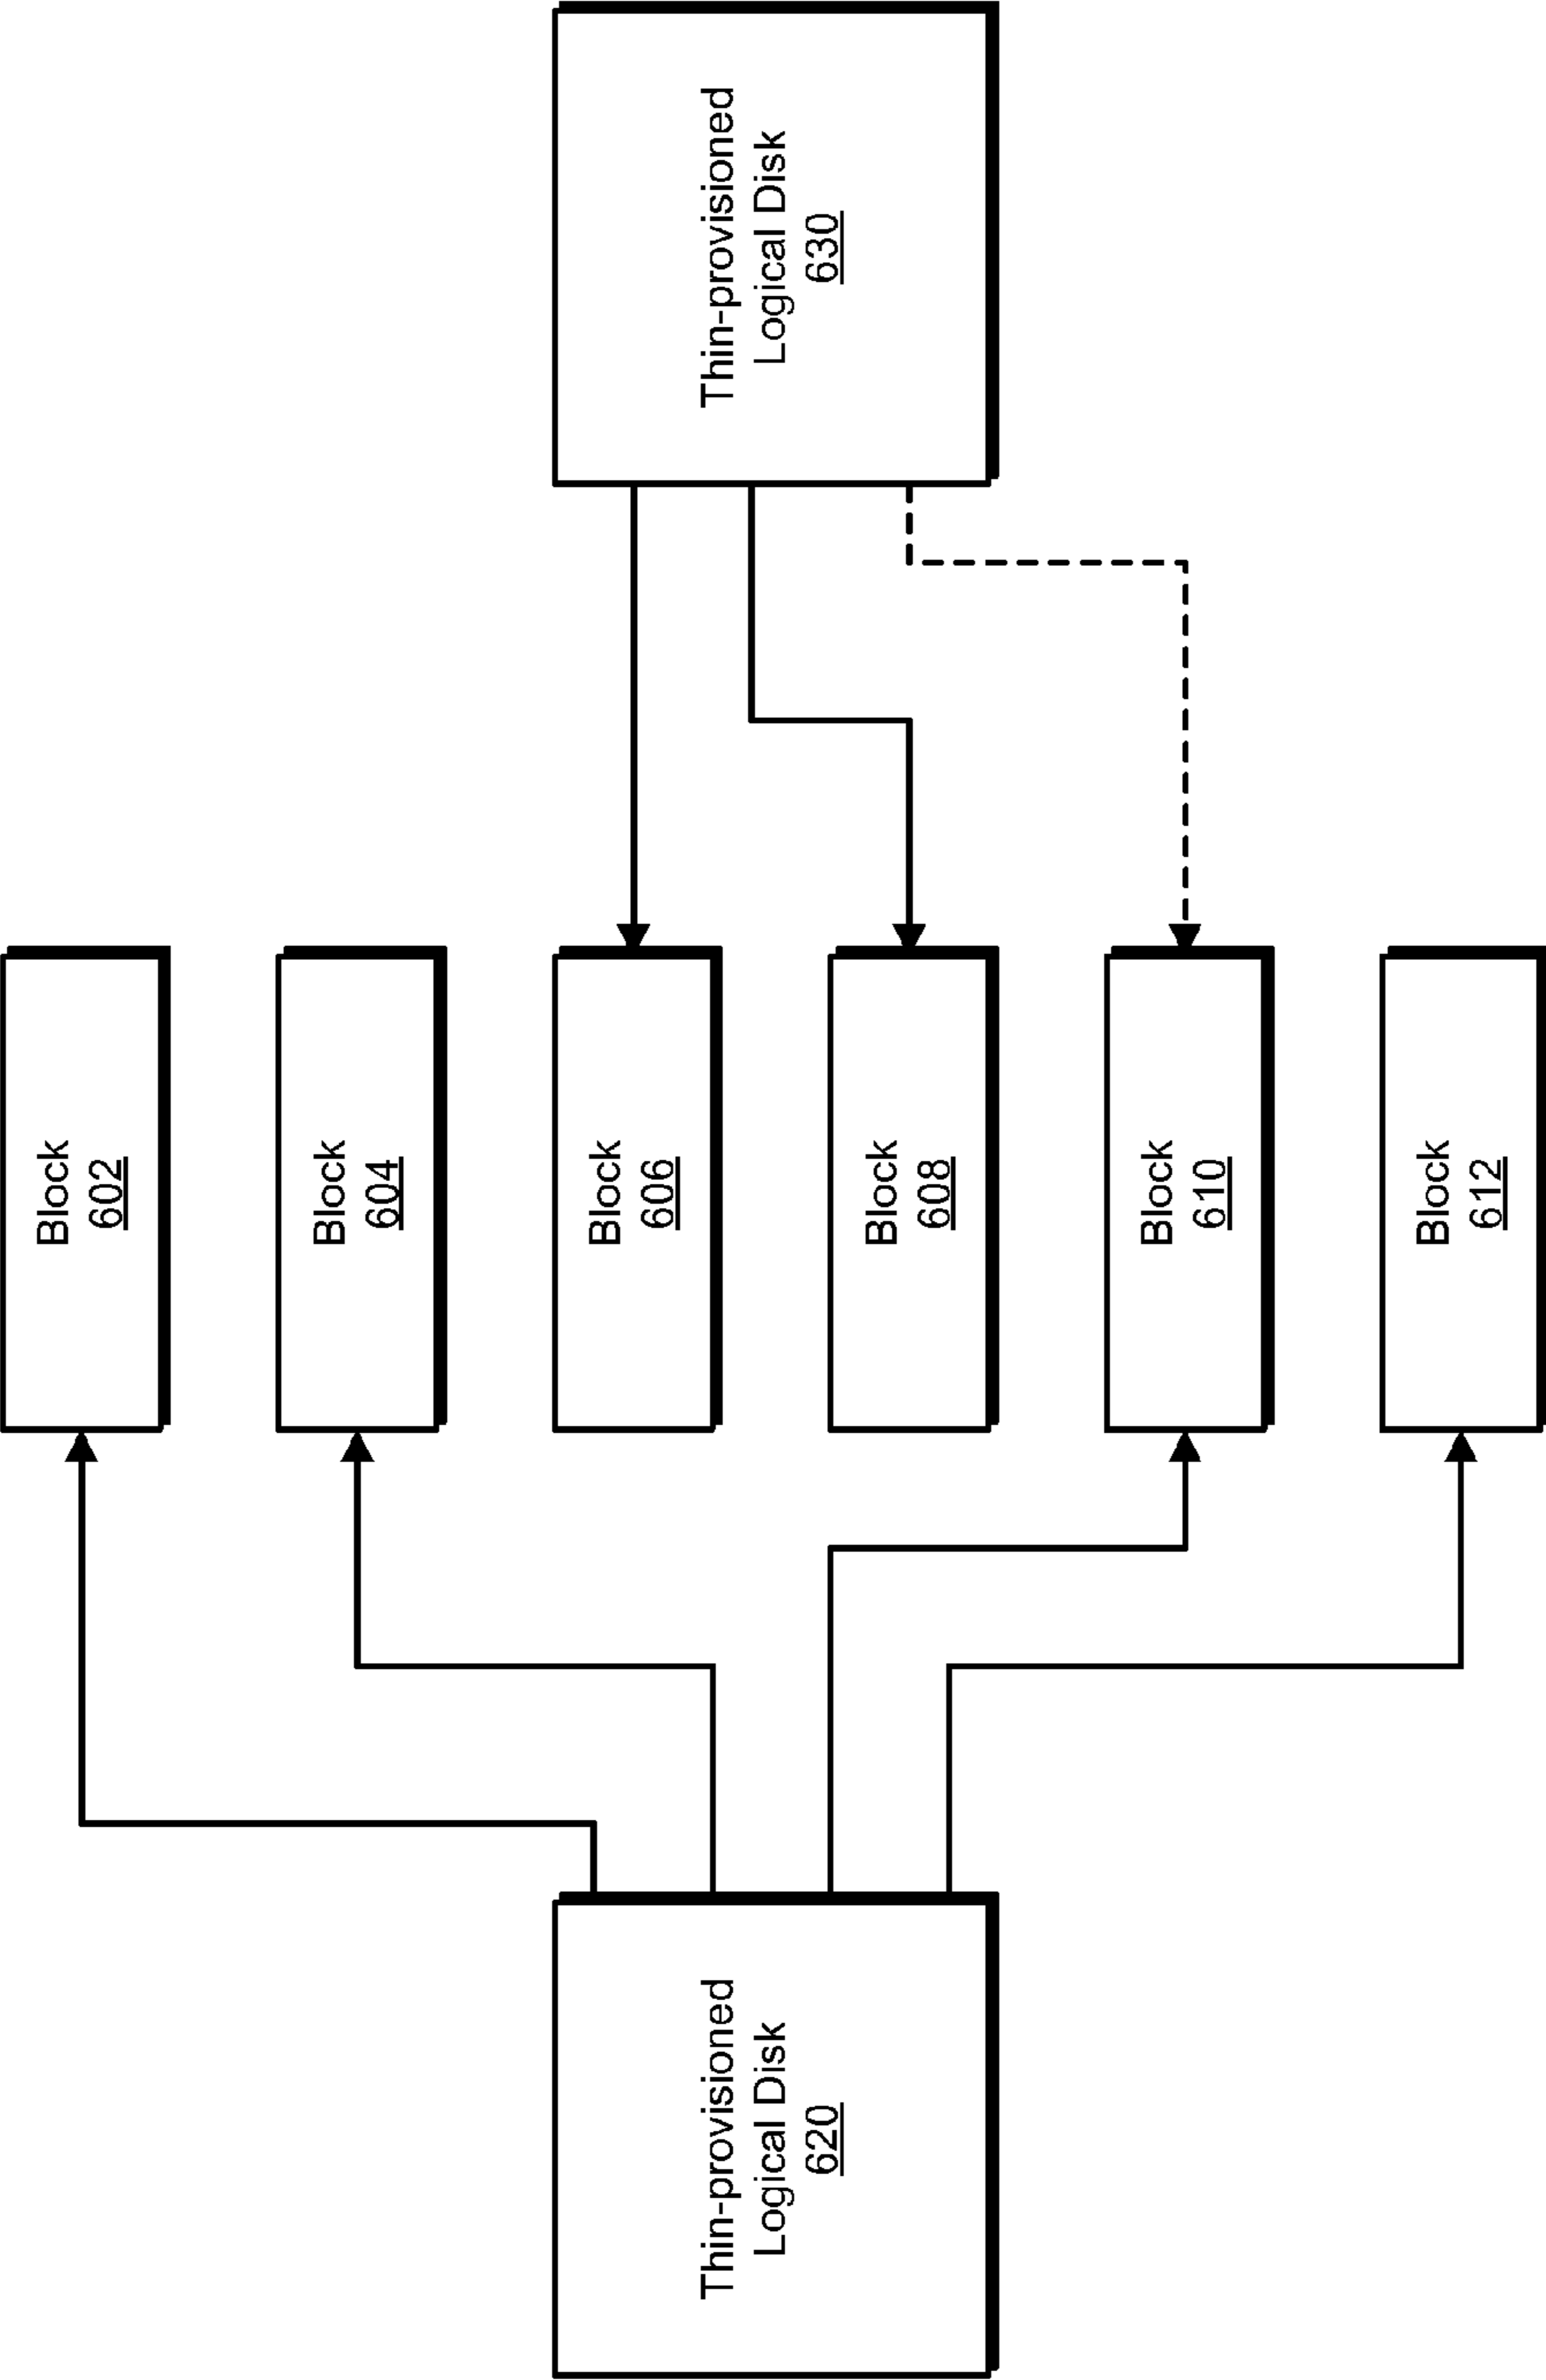 Thin-provisioned
Logical Disk
620
Block
602
Block
604
Block
606
Block
608
Block
610
Block
612
Thin-provisioned
Logical Disk
630